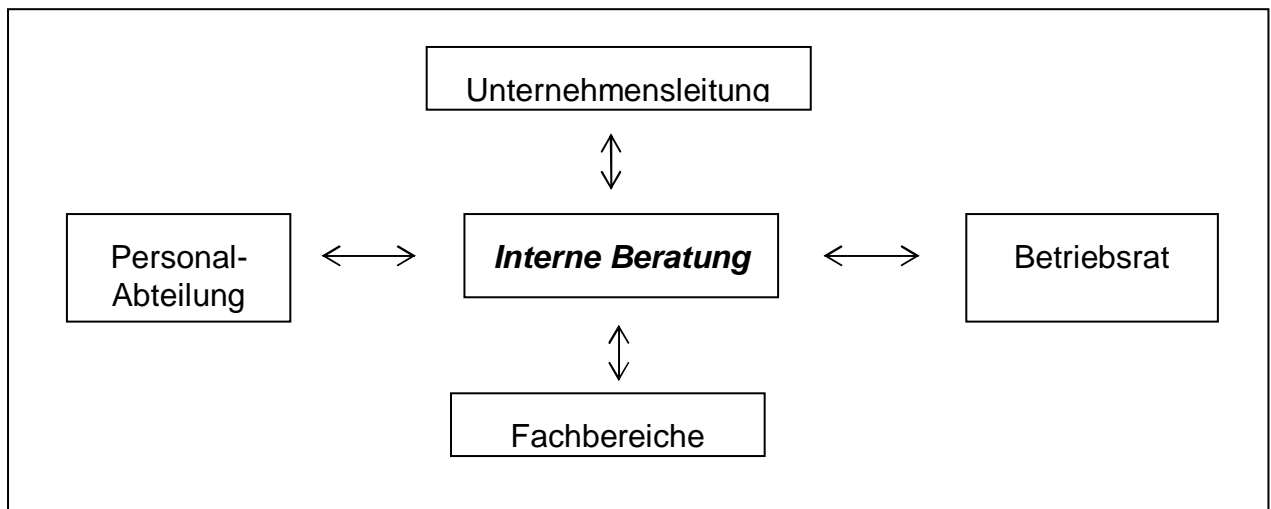 Unternehmensleitung
Personal-
Abteilung
Interne Beratung
Betriebsrat
Fachbereiche